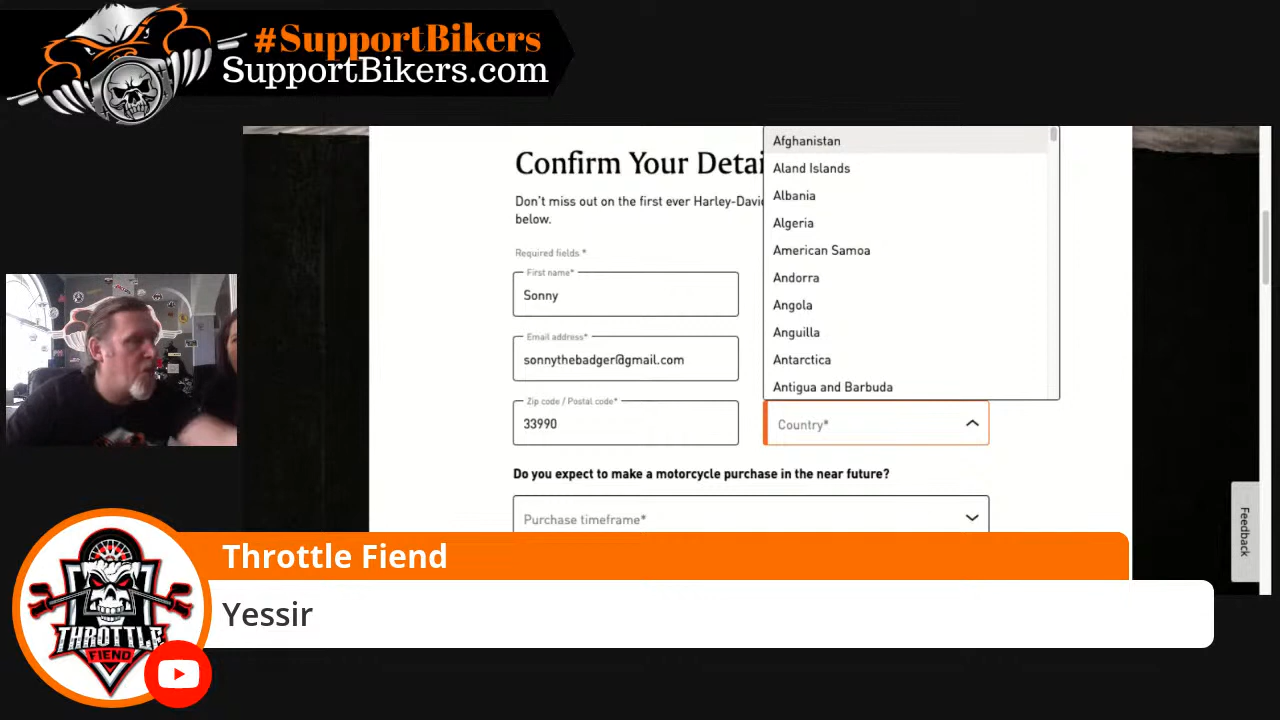 #SupportBikers
SupportBikers.com
Confirm Your Detai
Don't miss out on the first ever Harley-Davic
below.
Required fields *
First name*
Sonny
Email address*
sonnythebadger@gmail.com
Zip code / Postal code*
33990
Afghanistan
Aland Islands
Albania
Algeria
American Samoa
Andorra
Angola
Anguilla
Antarctica
Antigua and Barbuda
Country*
Do you expect to make a motorcycle purchase in the near future?
Purchase timeframe*
Feedback
Throttle Fiend
Yessir
THROTTLE
FIEND